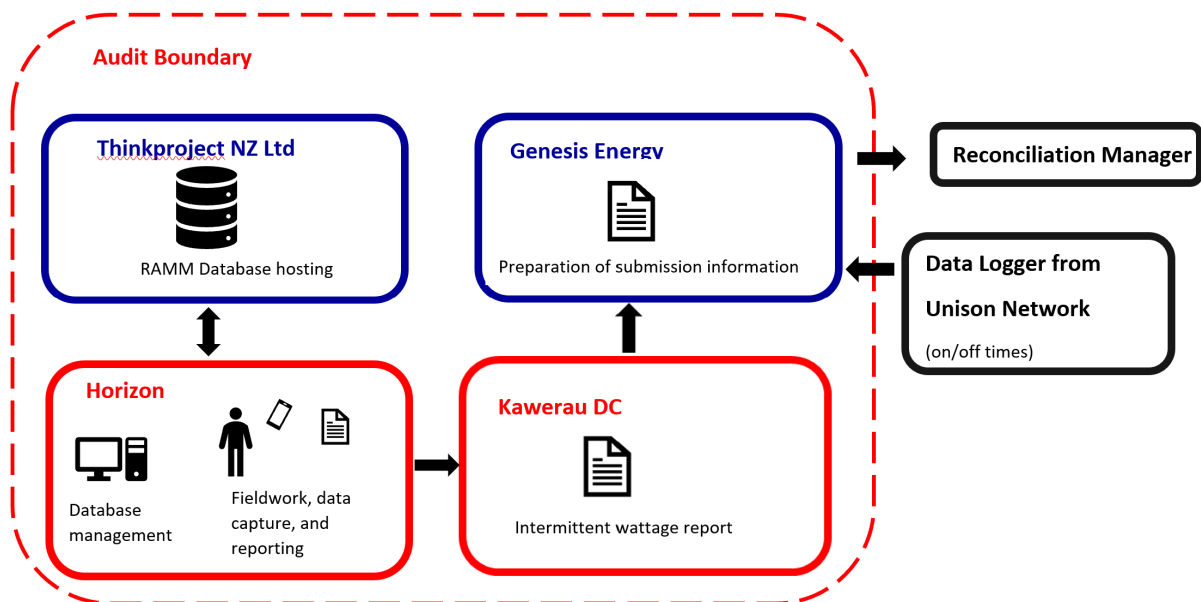 Audit Boundary
Thinkproject NZ Ltd
RAMM Database hosting
Genesis Energy
Preparation of submission information
Reconciliation Manager
Data Logger from
Unison Network
(on/off times)
Horizon
Database
management
Fieldwork, data
capture, and
reporting
Kawerau DC
Intermittent wattage report